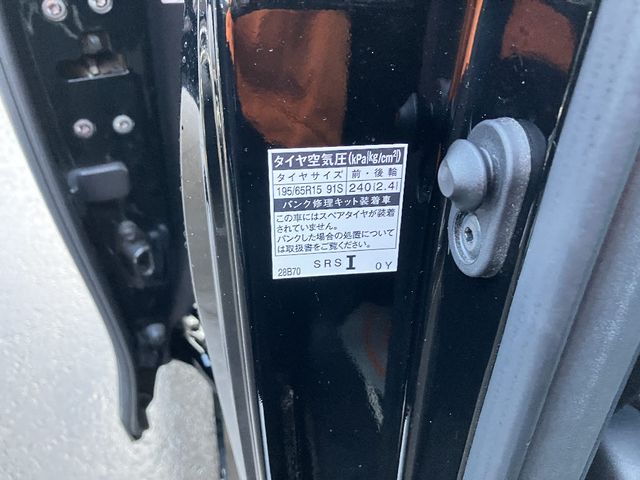 タイヤ空気圧(kPa{kg/cm²})
タイヤサイズ 前・後輪
195/65R15 91S 240{2.4}
パンク修理キット装着車
この車にはスペアタイヤが装着
されていません。
パンクした場合の処置について
は取扱書をご覧ください。
28B70 SRS I 0Y